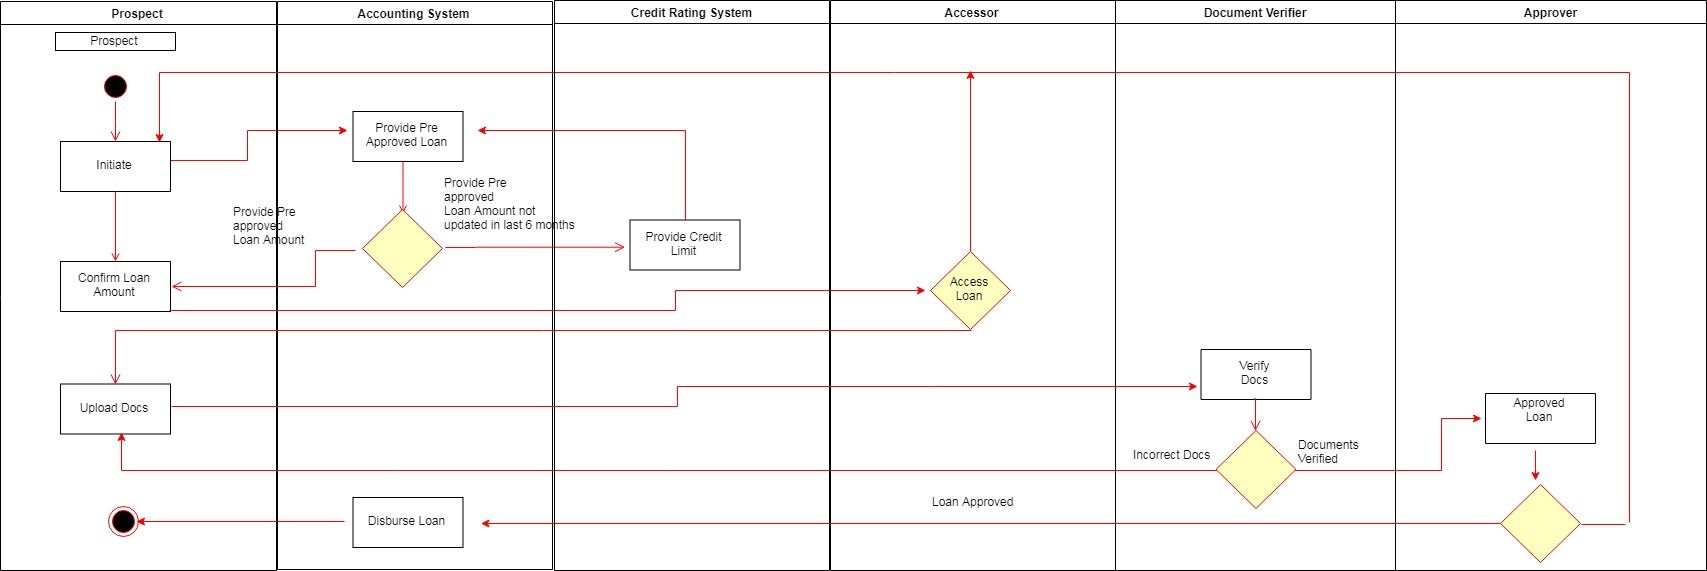 Prospect
Accounting System
Credit Rating System
Accessor
Document Verifier
Approver
Prospect
Provide Pre
Approved Loan
Initiate
Provide Pre
approved
Loan Amount not
updated in last 6 months
Provide Pre
approved
Loan Amount
Provide Credit
Limit
Confirm Loan
Amount
Access
Loan
Verify
Docs
Upload Docs
Approved
Loan
Incorrect Docs
Documents
Verified
Loan Approved
Disburse Loan